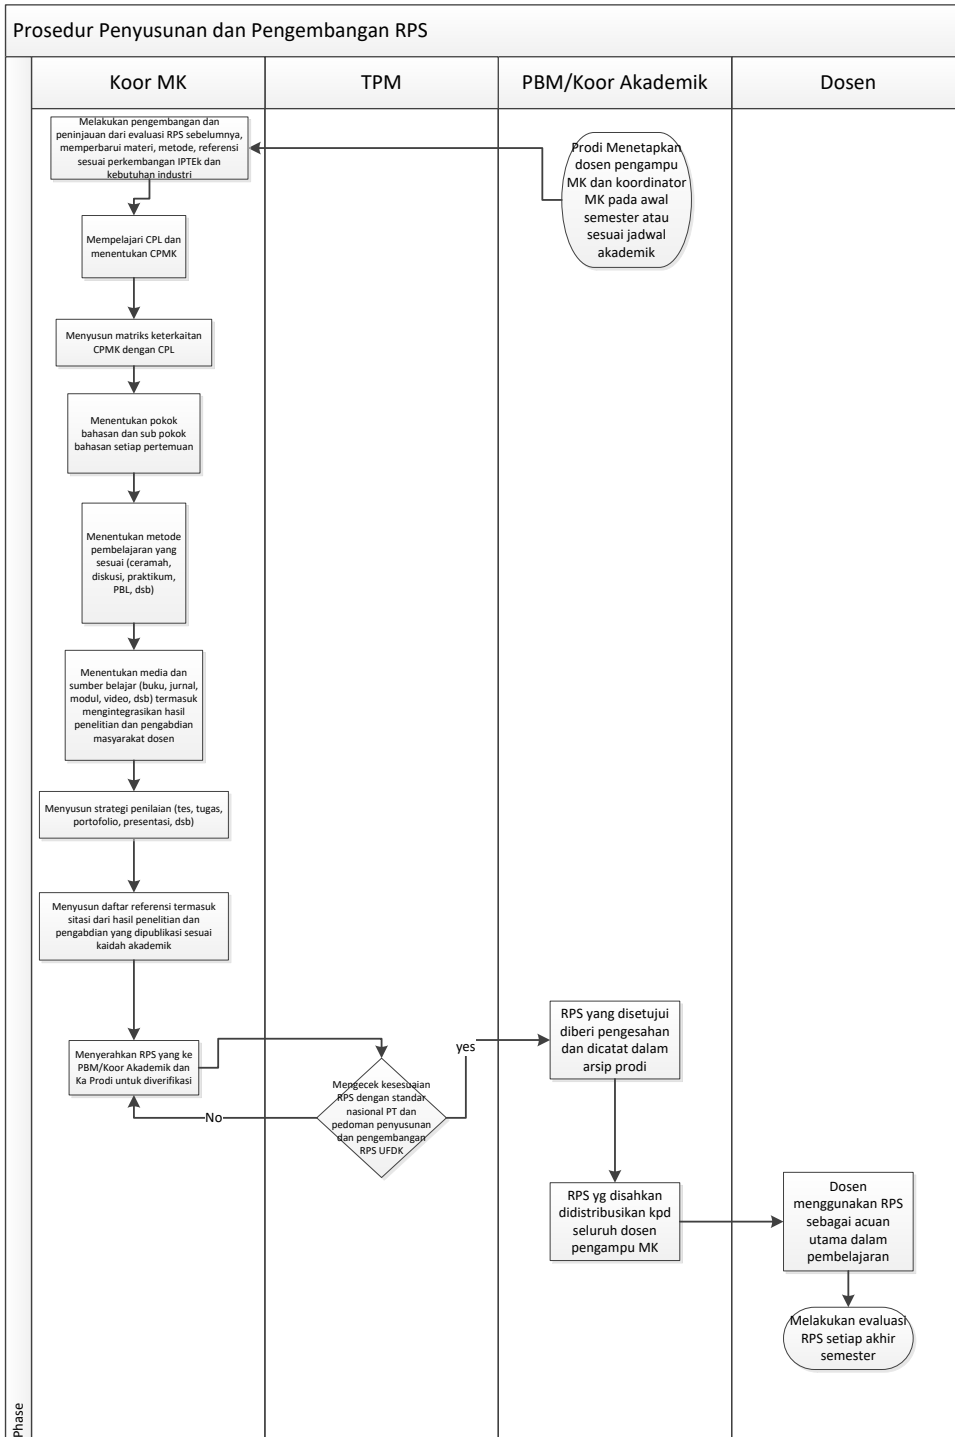 Prosedur Penyusunan dan Pengembangan RPS
Koor MK
TPM
PBM/Koor Akademik
Dosen
Melakukan pengembangan dan
peninjauan dari evaluasi RPS sebelumnya,
memperbarui materi, metode, referensi
sesuai perkembangan IPTEk dan
kebutuhan industri
Prodi Menetapkan
dosen pengampu
MK dan koordinator
MK pada awal
semester atau
sesuai jadwal
akademik
Mempelajari CPL dan
menentukan CPMK
Menyusun matriks keterkaitan
CPMK dengan CPL
Menentukan pokok
bahasan dan sub pokok
bahasan setiap pertemuan
Menentukan metode
pembelajaran yang
sesuai (ceramah,
diskusi, praktikum,
PBL, dsb)
Menentukan media dan
sumber belajar (buku, jurnal,
modul, video, dsb) termasuk
mengintegrasikan hasil
penelitian dan pengabdian
masyarakat dosen
Menyusun strategi penilaian (tes, tugas,
portofolio, presentasi, dsb)
Menyusun daftar referensi termasuk
sitasi dari hasil penelitian dan
pengabdian yang dipublikasi sesuai
kaidah akademik
Menyerahkan RPS yang ke
PBM/Koor Akademik dan
Ka Prodi untuk diverifikasi
No
Mengecek kesesuaian
RPS dengan standar
nasional PT dan
pedoman penyusunan
dan pengembangan
RPS UFDK
yes
RPS yang disetujui
diberi pengesahan
dan dicatat dalam
arsip prodi
RPS yg disahkan
didistribusikan kpd
seluruh dosen
pengampu MK
Dosen
menggunakan RPS
sebagai acuan
utama dalam
pembelajaran
Melakukan evaluasi
RPS setiap akhir
semester
Phase